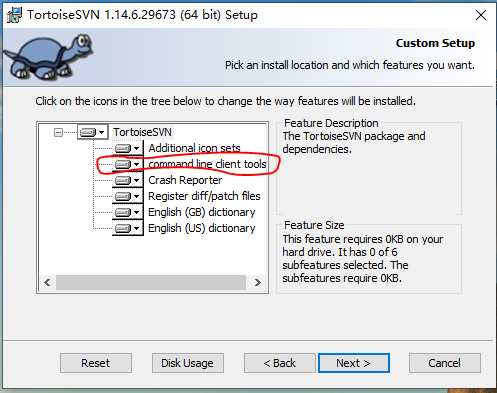 TortoiseSVN 1.14.6.29673 (64 bit) Setup
Custom Setup
Pick an install location and which features you want.
Click on the icons in the tree below to change the way features will be installed.
TortoiseSVN
Additional icon sets
command line client tools
Crash Reporter
Register diff/patch files
English (GB) dictionary
English (US) dictionary
Feature Description
The TortoiseSVN package and
dependencies.
Feature Size
This feature requires 0KB on your
hard drive. It has 0 of 6
subfeatures selected. The
subfeatures require 0KB.
Reset
Disk Usage
< Back
Next >
Cancel